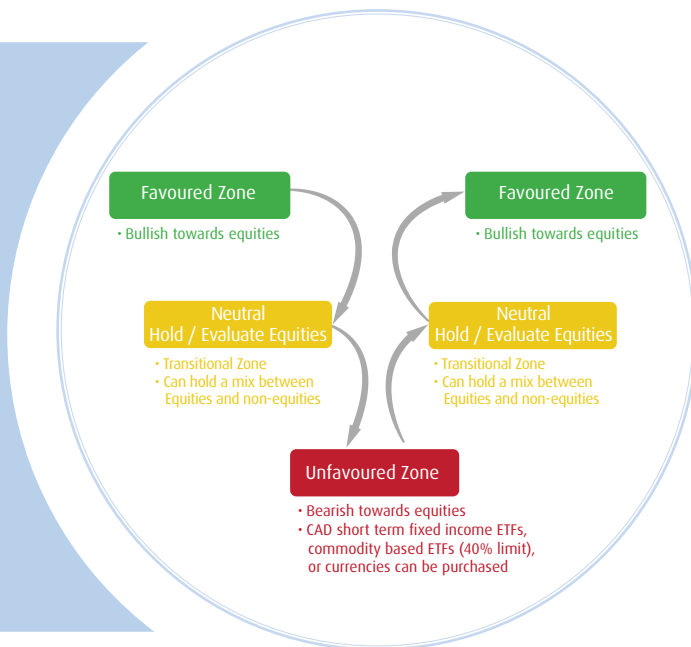 Favoured Zone
• Bullish towards equities
Favoured Zone
• Bullish towards equities
Neutral
Hold / Evaluate Equities
• Transitional Zone
• Can hold a mix between
Equities and non-equities
Neutral
Hold / Evaluate Equities
• Transitional Zone
• Can hold a mix between
Equities and non-equities
Unfavoured Zone
• Bearish towards equities
• CAD short term fixed income ETFs,
commodity based ETFs (40% limit),
or currencies can be purchased